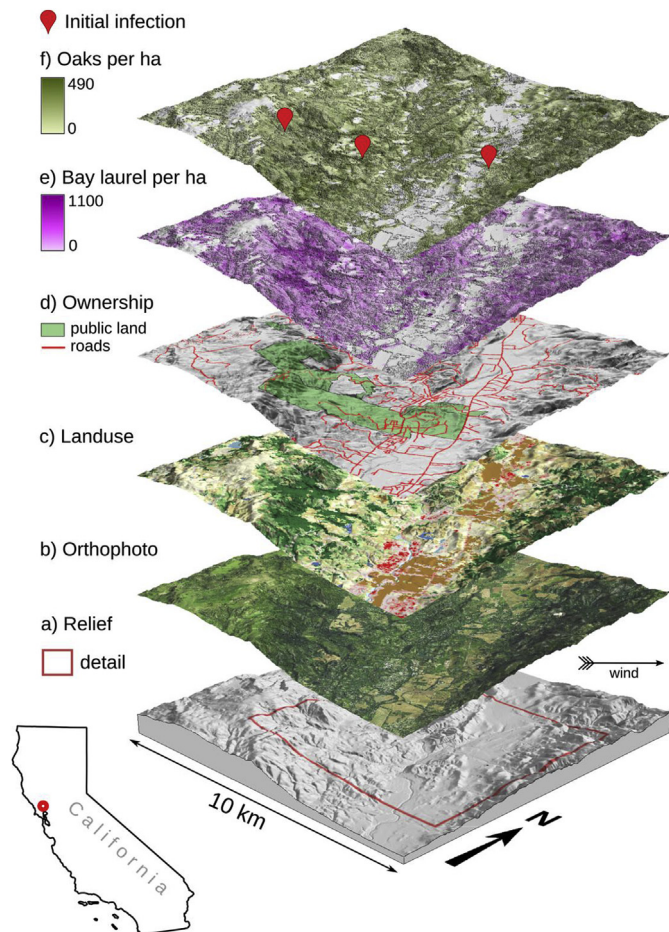 Initial infection
f) Oaks per ha
490
0
e) Bay laurel per ha
1100
0
d) Ownership
public land
roads
c) Landuse
b) Orthophoto
a) Relief
detail
wind
10 km
N
California